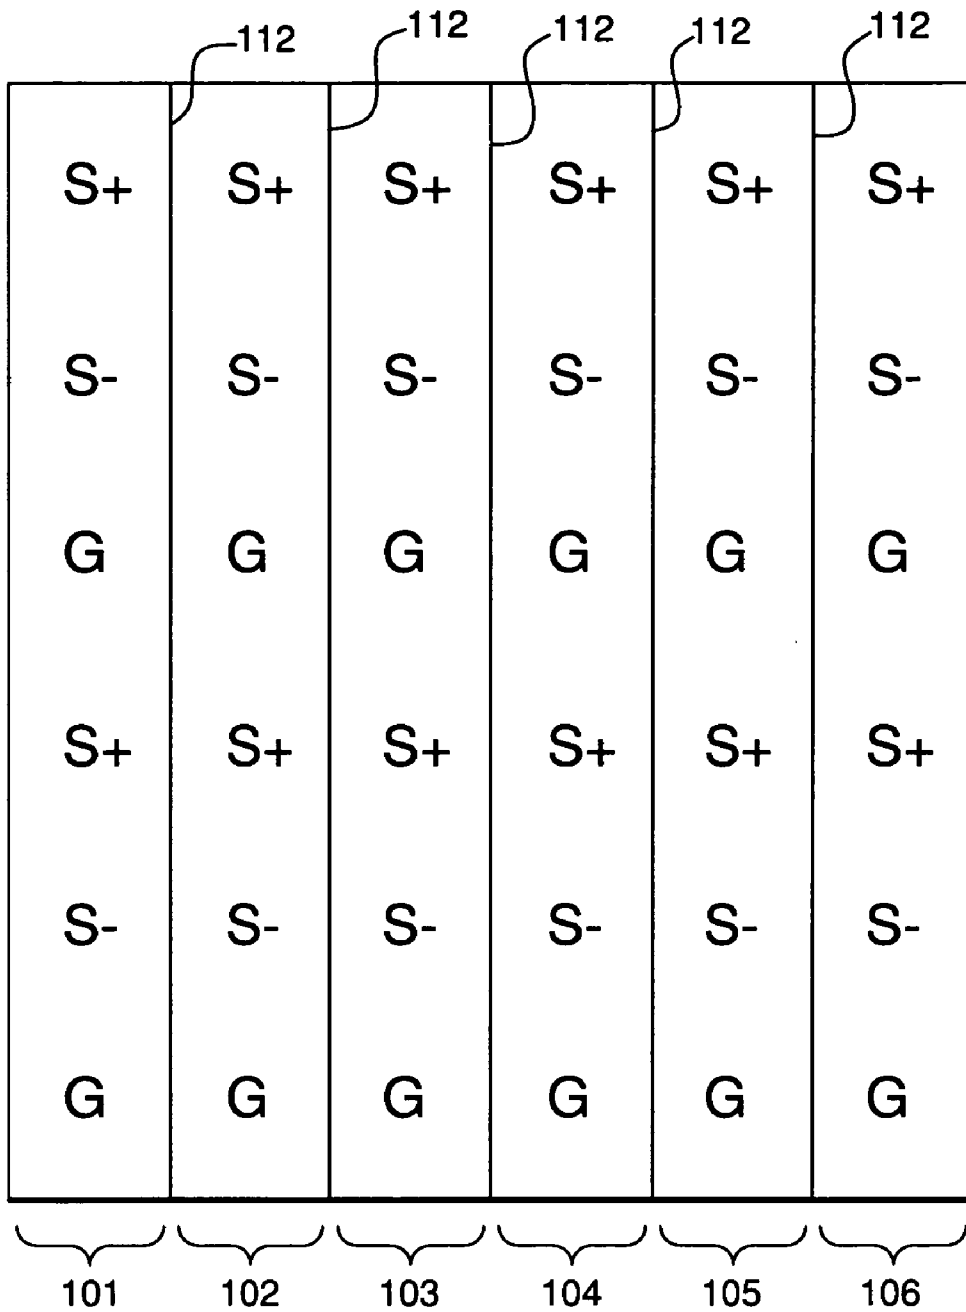 112 112 112 112 112
S+ S+ S+ S+ S+ S+
S- S- S- S- S- S-
G G G G G G
S+ S+ S+ S+ S+ S+
S- S- S- S- S- S-
G G G G G G
101 102 103 104 105 106